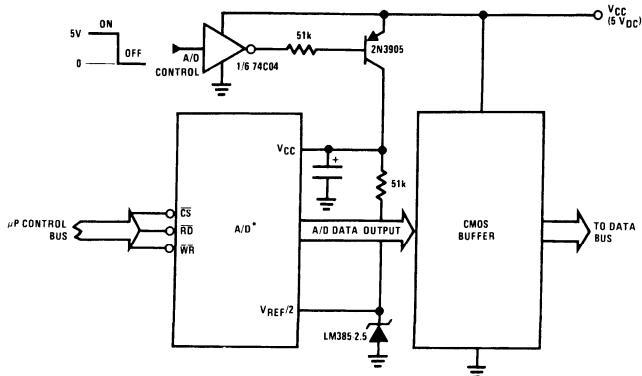 ON
5V
OFF
0
A/D
CONTROL
1/6 74C04
51k
2N3905
VCC
(5 VDC)
VCC
+
51k
µP CONTROL
BUS
CS
RD
WR
A/D*
A/D DATA OUTPUT
CMOS
BUFFER
TO DATA
BUS
VREF/2
LM385-2.5